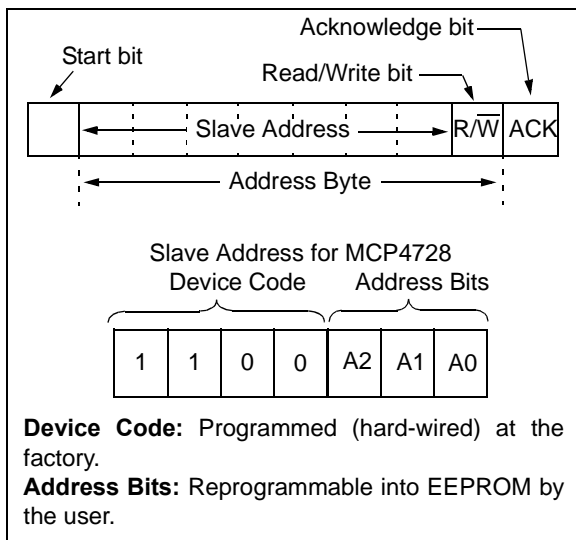 Acknowledge bit
Start bit
Read/Write bit
Slave Address
R/W̅
ACK
Address Byte
Slave Address for MCP4728
Device Code
Address Bits
1
1
0
0
A2
A1
A0
Device Code: Programmed (hard-wired) at the
factory.
Address Bits: Reprogrammable into EEPROM by
the user.